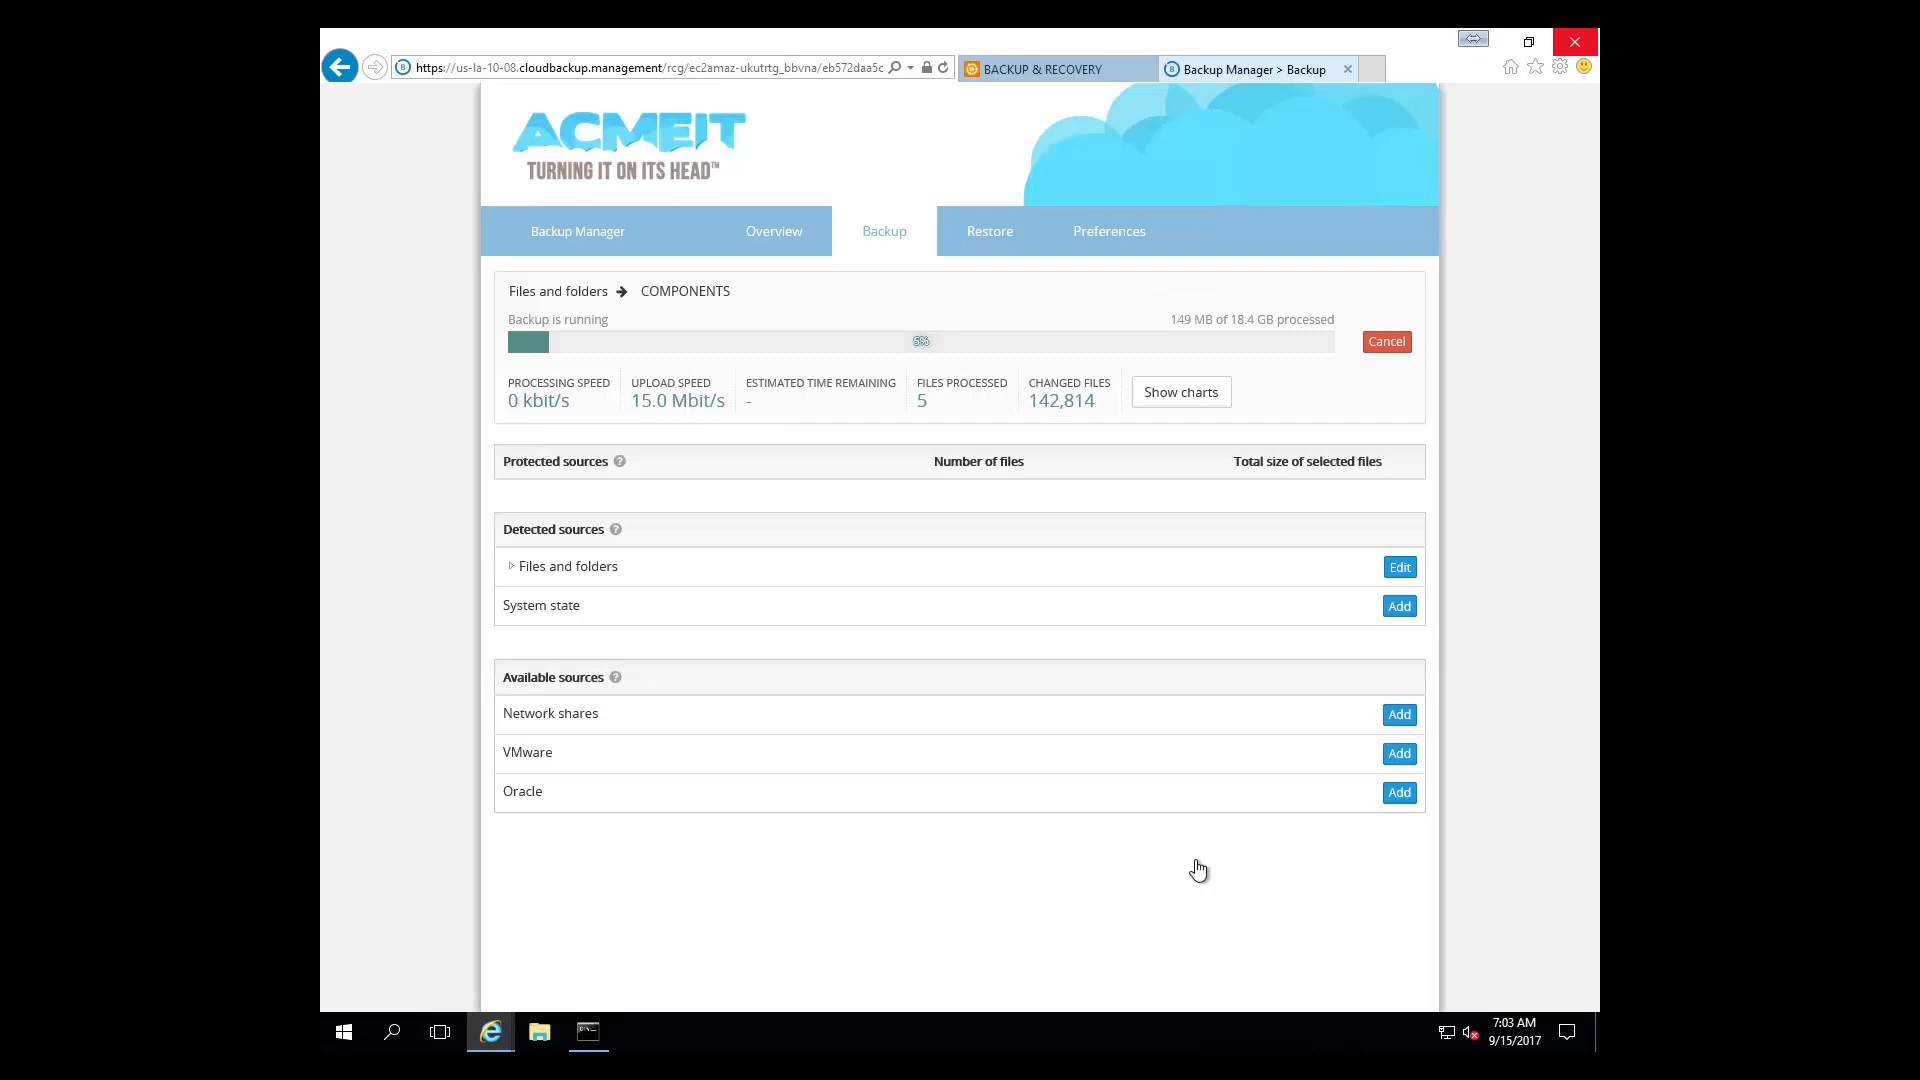 https://us-la-10-08.cloudbackup.management/rcg/ec2amaz-ukutrtg_bbvna/eb572daa5c
BACKUP & RECOVERY
Backup Manager > Backup
ACMEIT
TURNING IT ON ITS HEAD™
Backup Manager
Overview
Backup
Restore
Preferences
Files and folders
COMPONENTS
Backup is running
149 MB of 18.4 GB processed
5%
Cancel
PROCESSING SPEED
0 kbit/s
UPLOAD SPEED
15.0 Mbit/s
ESTIMATED TIME REMAINING
-
FILES PROCESSED
5
CHANGED FILES
142,814
Show charts
Protected sources ?
Number of files
Total size of selected files
Detected sources ?
Files and folders
Edit
System state
Add
Available sources ?
Network shares
Add
VMware
Add
Oracle
Add
7:03 AM
9/15/2017